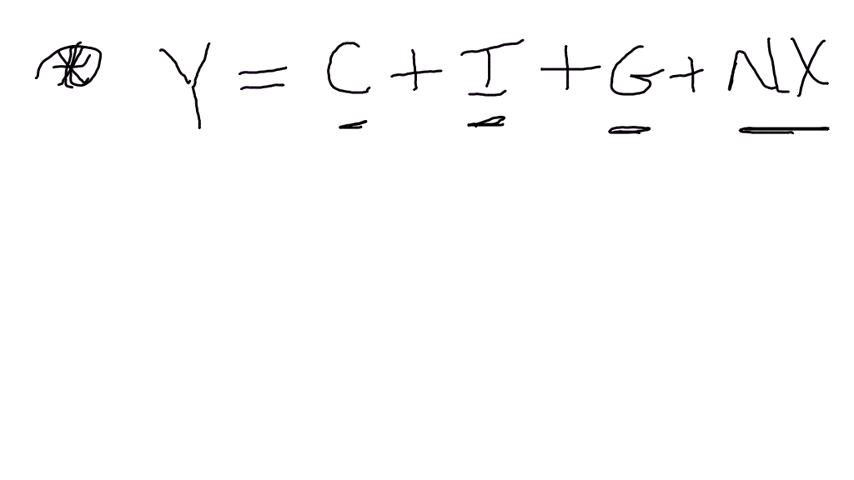 Y = C + I + G + NX